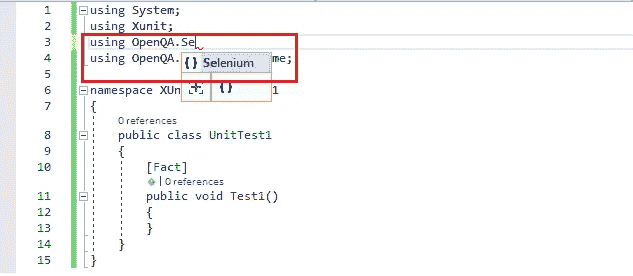 1 using System;
2 using Xunit;
3 using OpenQA.Se
4 using OpenQA. me;
{ } Selenium
5
{ }
6 namespace XUn 1
7 {
0 references
8 public class UnitTest1
9 {
10 [Fact]
| 0 references
11 public void Test1()
12 {
13 }
14 }
15 }